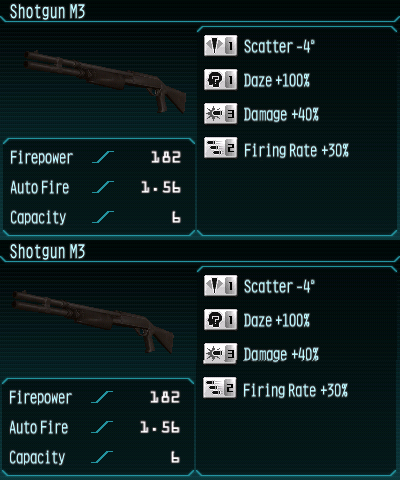 Shotgun M3
1 Scatter -4°
1 Daze +100%
3 Damage +40%
2 Firing Rate +30%
Firepower 182
Auto Fire 1.56
Capacity 6
Shotgun M3
1 Scatter -4°
1 Daze +100%
3 Damage +40%
2 Firing Rate +30%
Firepower 182
Auto Fire 1.56
Capacity 6